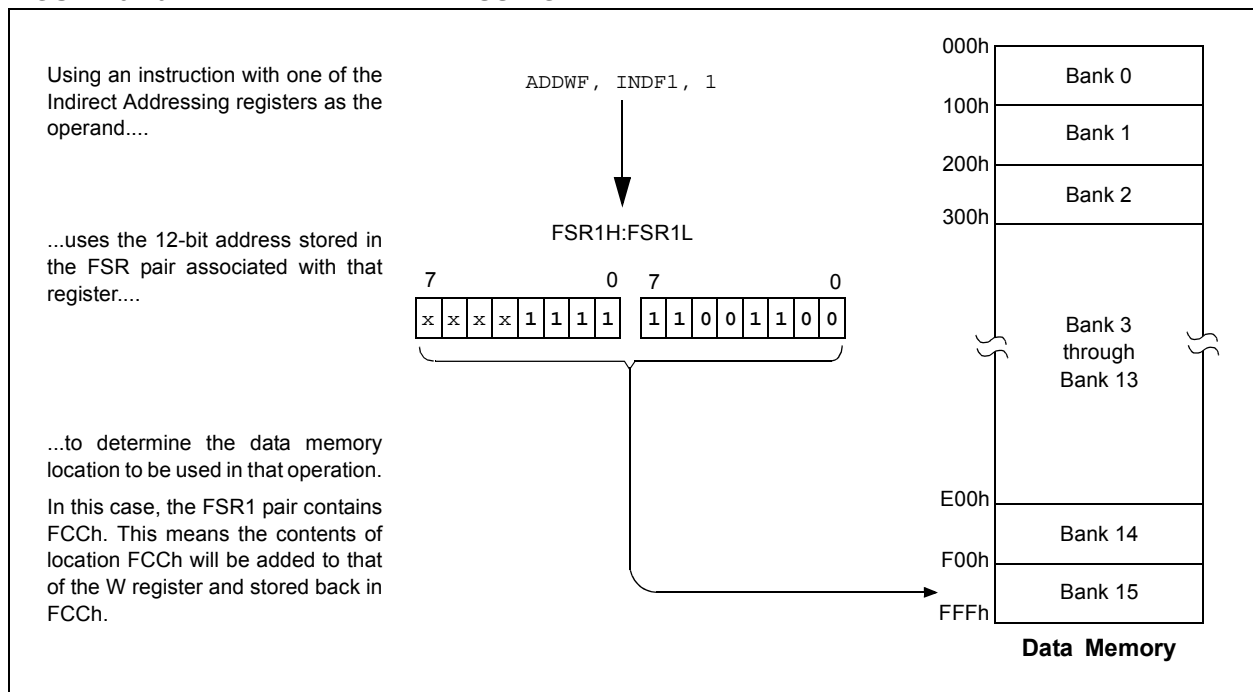 Using an instruction with one of the
Indirect Addressing registers as the
operand....
ADDWF, INDF1, 1
...uses the 12-bit address stored in
the FSR pair associated with that
register....
FSR1H:FSR1L
7 0 7 0
x x x x 1 1 1 1 1 1 0 0 1 1 0 0
...to determine the data memory
location to be used in that operation.
In this case, the FSR1 pair contains
FCCh. This means the contents of
location FCCh will be added to that
of the W register and stored back in
FCCh.
000h
Bank 0
100h
Bank 1
200h
Bank 2
300h
Bank 3
through
Bank 13
E00h
Bank 14
F00h
Bank 15
FFFh
Data Memory